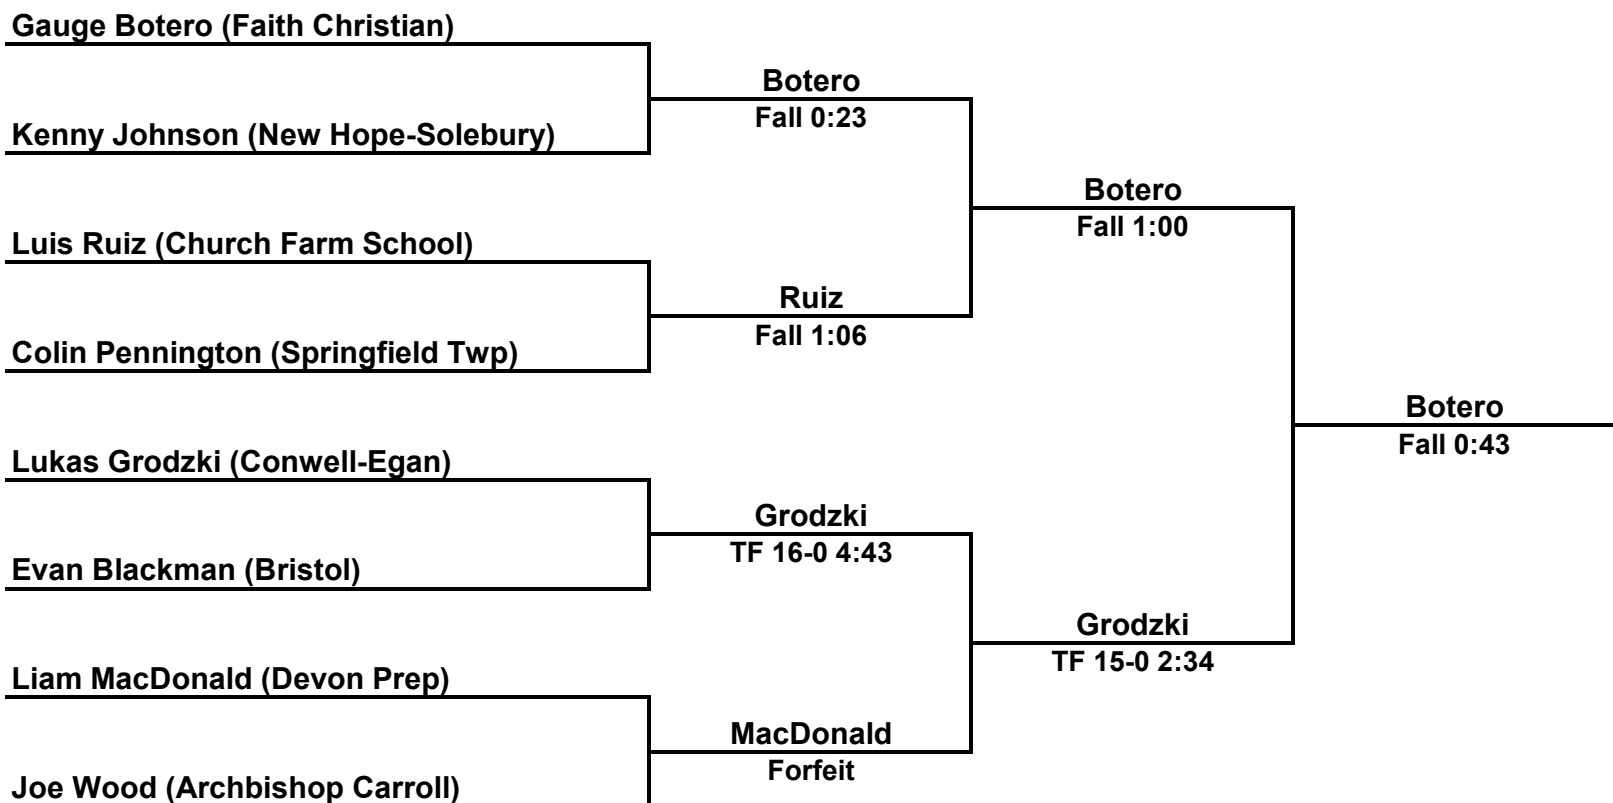 Gauge Botero (Faith Christian)
Botero
Fall 0:23
Kenny Johnson (New Hope-Solebury)
Botero
Fall 1:00
Luis Ruiz (Church Farm School)
Ruiz
Fall 1:06
Colin Pennington (Springfield Twp)
Botero
Fall 0:43
Lukas Grodzki (Conwell-Egan)
Grodzki
TF 16-0 4:43
Evan Blackman (Bristol)
Grodzki
TF 15-0 2:34
Liam MacDonald (Devon Prep)
MacDonald
Forfeit
Joe Wood (Archbishop Carroll)